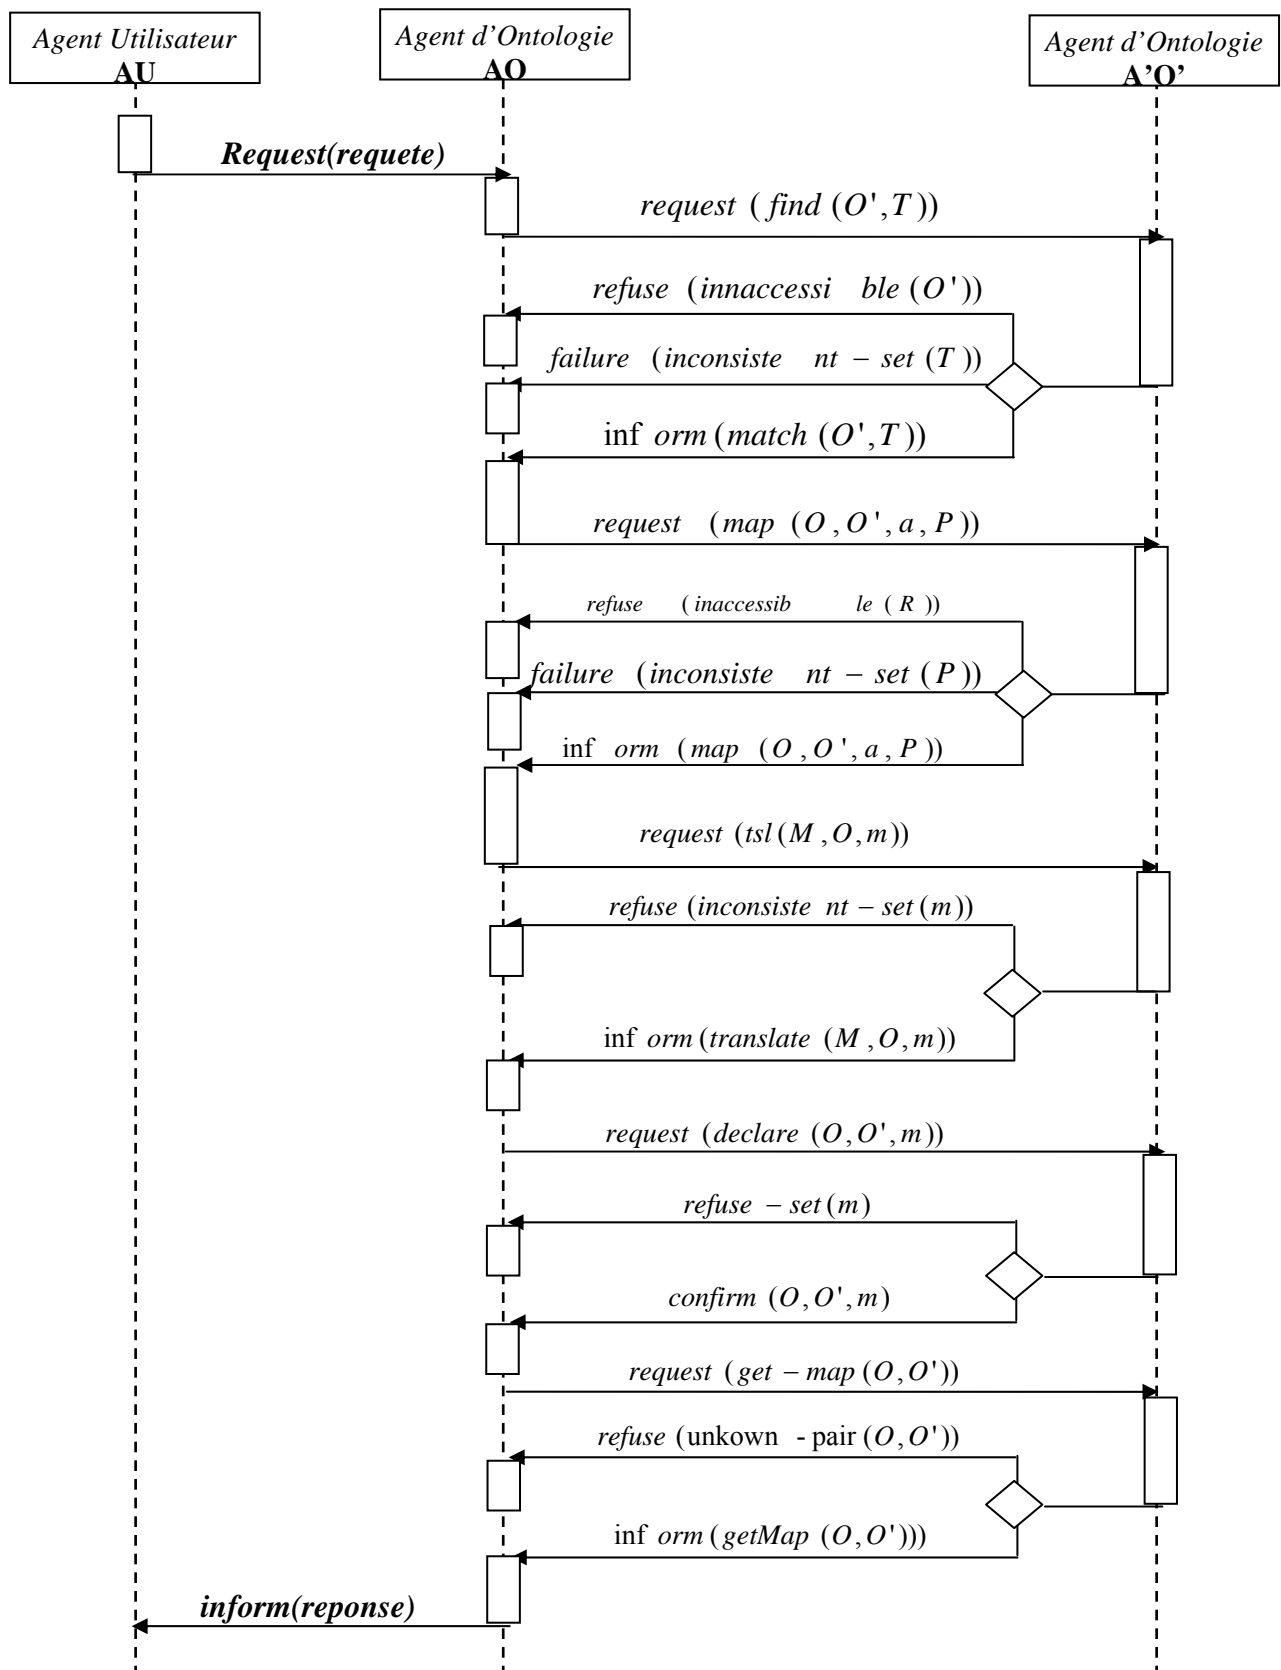 Agent Utilisateur
AU
Agent d'Ontologie
AO
Agent d'Ontologie
A'O'
Request(requete)
request (find (O',T))
refuse (innaccessi ble (O'))
failure (inconsiste nt – set (T))
inf orm (match (O',T))
request (map (O,O',a,P))
refuse (inaccessib le (R))
failure (inconsiste nt – set (P))
inf orm (map (O,O',a,P))
request (tsl(M,O,m))
refuse (inconsiste nt – set (m))
inf orm (translate (M,O,m))
request (declare (O,O',m))
refuse – set (m)
confirm (O,O',m)
request (get – map (O,O'))
refuse (unkown - pair (O,O'))
inf orm (getMap (O,O')))
inform(reponse)